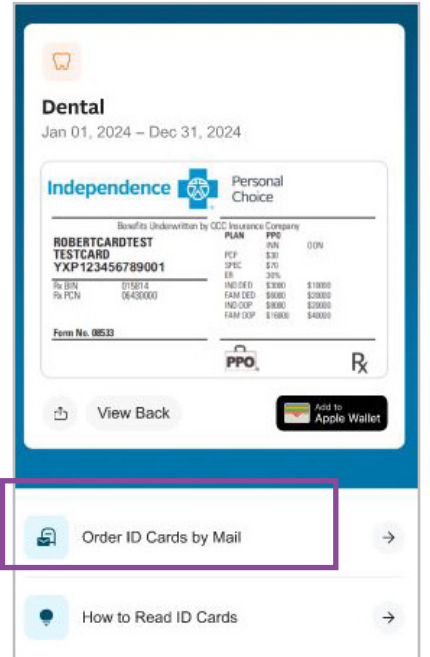 Dental
Jan 01, 2024 – Dec 31, 2024
Independence
Personal
Choice
Benefits Underwritten by QCC Insurance Company
ROBERTCARDTEST
TESTCARD
YXP123456789001
Rx BIN 015814
Rx PCN 06430000
Form No. 08533
PLAN PPO
INN OON
PCP $30
SPEC $70
ER 30%
IND DED $3000 $10000
FAM DED $6000 $20000
IND OOP $8000 $20000
FAM OOP $16000 $40000
PPO
Rx
View Back
Add to
Apple Wallet
Order ID Cards by Mail
How to Read ID Cards